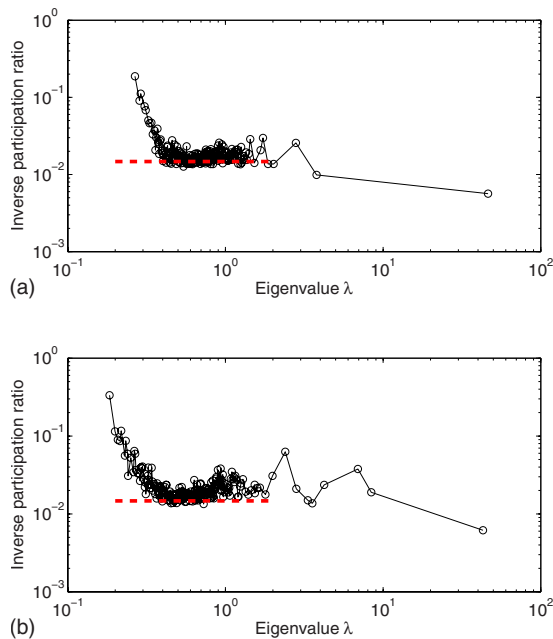 10^0
10^-1
10^-2
10^-3
Inverse participation ratio
10^-1 10^0 10^1 10^2
Eigenvalue λ
(a)
10^0
10^-1
10^-2
10^-3
Inverse participation ratio
10^-1 10^0 10^1 10^2
Eigenvalue λ
(b)